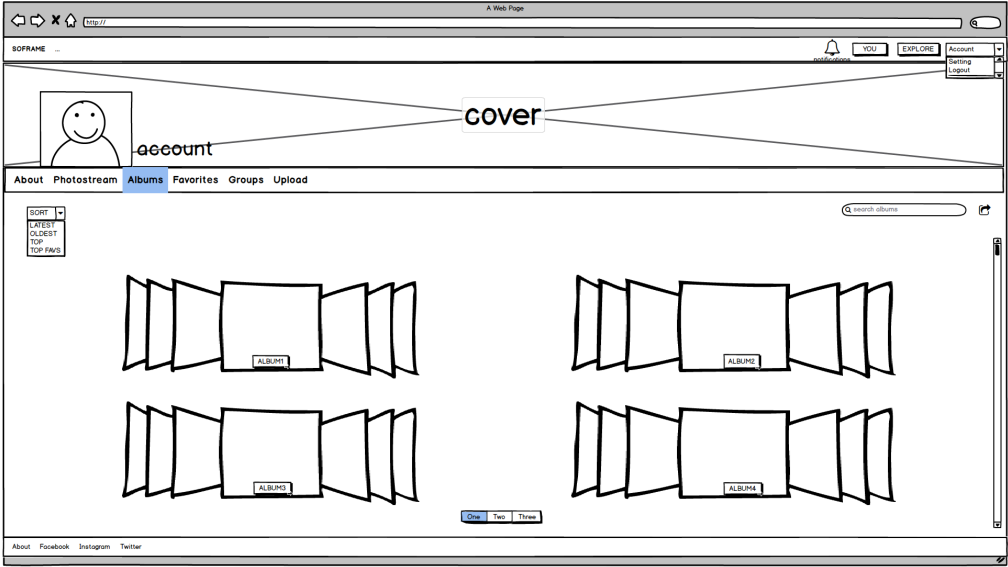 A Web Page
http://
SOFRAME ...
notifications
YOU
EXPLORE
Account
Setting
Logout
cover
account
About Photostream Albums Favorites Groups Upload
SORT
LATEST
OLDEST
TOP
TOP FAVS
search albums
ALBUM1
ALBUM2
ALBUM3
ALBUM4
One Two Three
About Facebook Instagram Twitter